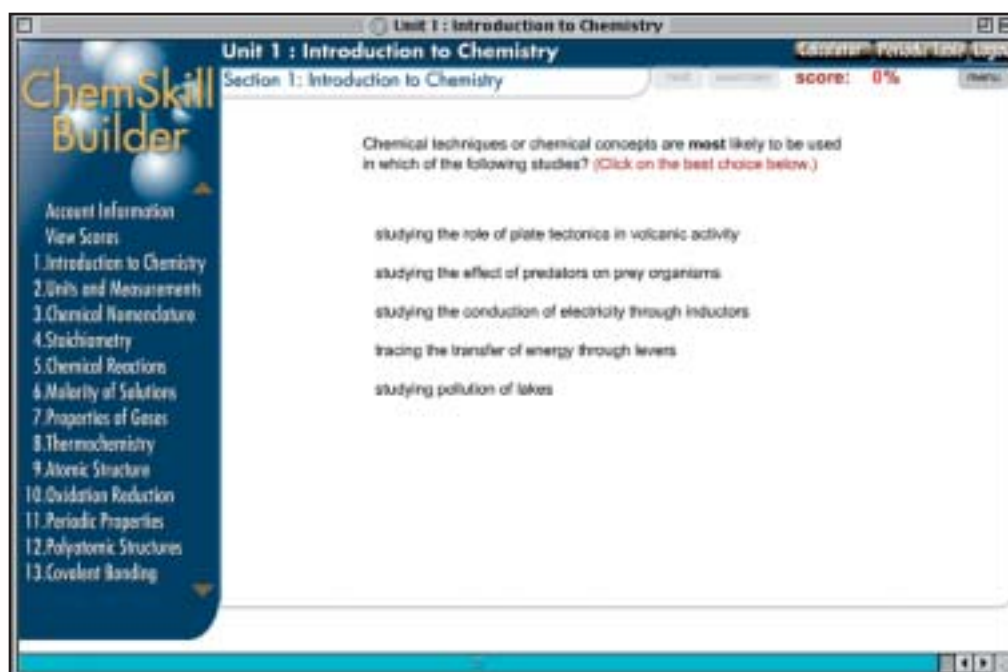 Unit 1 : Introduction to Chemistry
Unit 1 : Introduction to Chemistry
Calculator Periodic Table
Section 1: Introduction to Chemistry
score: 0%
menu
ChemSkill
Builder
Chemical techniques or chemical concepts are most likely to be used
in which of the following studies? (Click on the best choice below.)
studying the role of plate tectonics in volcanic activity
studying the effect of predators on prey organisms
studying the conduction of electricity through inductors
tracing the transfer of energy through levers
studying pollution of lakes
Account Information
View Scores
1.Introduction to Chemistry
2.Units and Measurements
3.Chemical Nomenclature
4.Stoichiometry
5.Chemical Reactions
6.Molarity of Solutions
7.Properties of Gases
8.Thermochemistry
9.Atomic Structure
10.Oxidation Reduction
11.Periodic Properties
12.Polyatomic Structures
13.Covalent Bonding